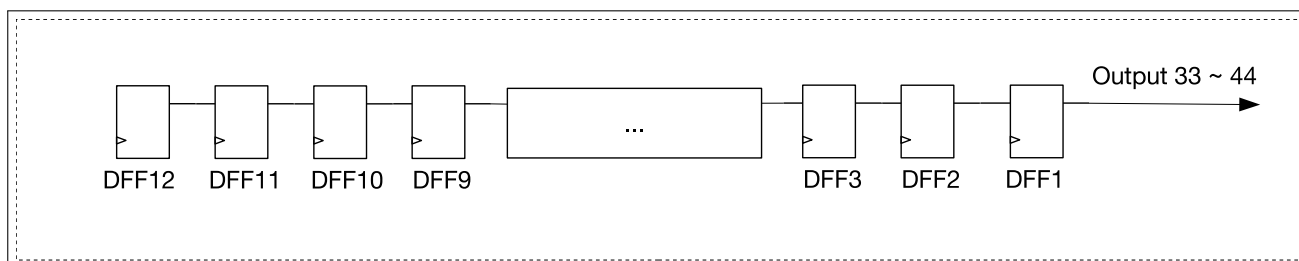 Output 33 ~ 44
...
DFF12 DFF11 DFF10 DFF9 DFF3 DFF2 DFF1